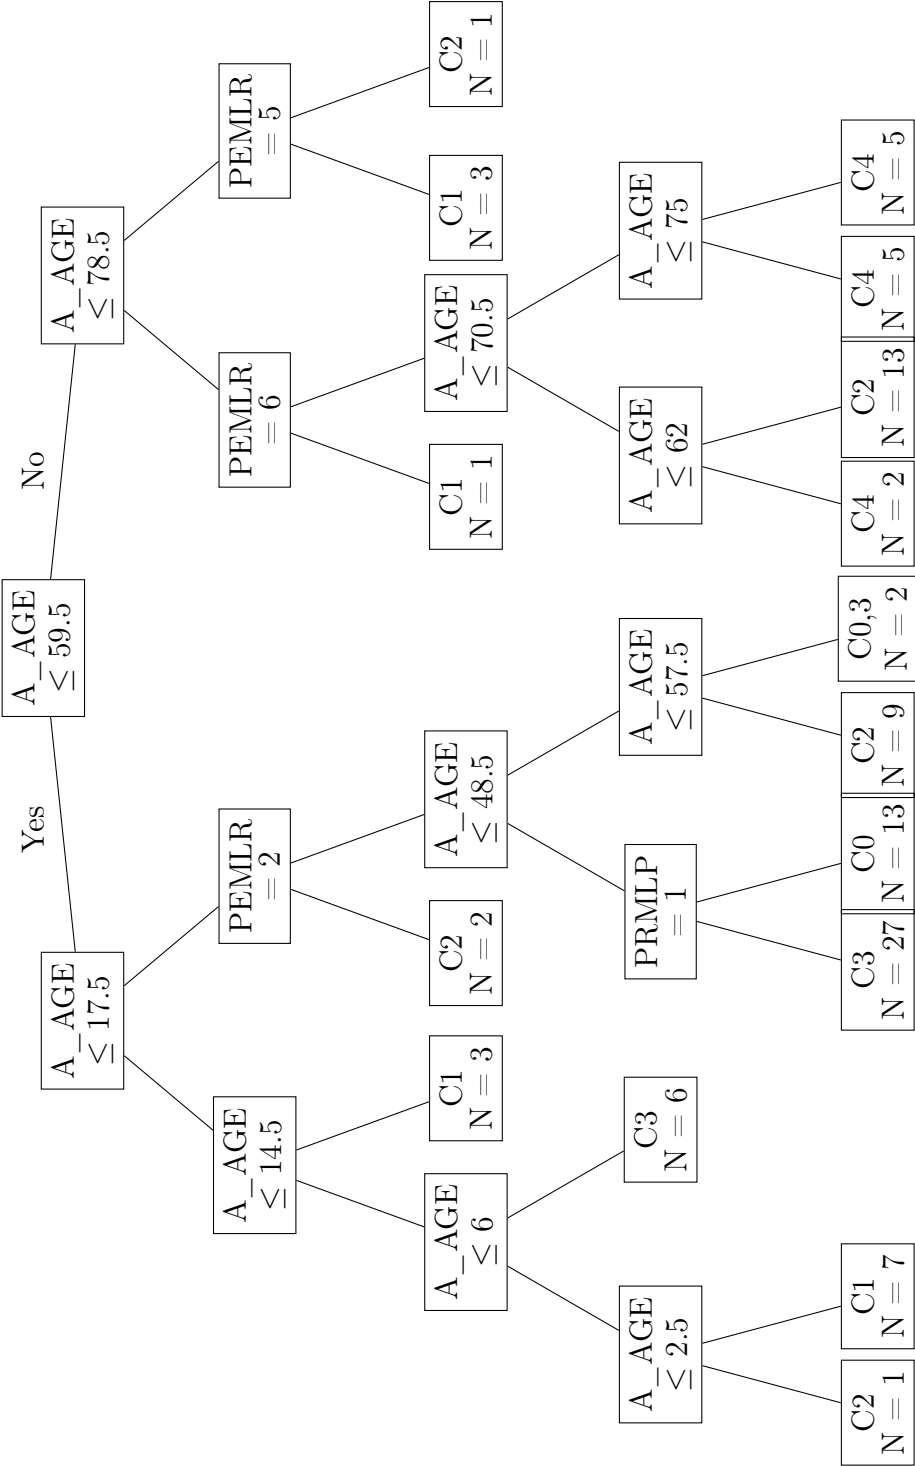 A_AGE
≤ 59.5
Yes
No
A_AGE
≤ 17.5
A_AGE
≤ 78.5
A_AGE
≤ 14.5
PEMLR
= 2
PEMLR
= 6
PEMLR
= 5
A_AGE
≤ 6
C1
N = 3
C2
N = 2
A_AGE
≤ 48.5
C1
N = 1
A_AGE
≤ 70.5
C1
N = 3
C2
N = 1
A_AGE
≤ 2.5
C3
N = 6
PRMLP
= 1
A_AGE
≤ 57.5
A_AGE
≤ 62
A_AGE
≤ 75
C2
N = 1
C1
N = 7
C3
N = 27
C0
N = 13
C2
N = 9
C0,3
N = 2
C4
N = 2
C2
N = 13
C4
N = 5
C4
N = 5